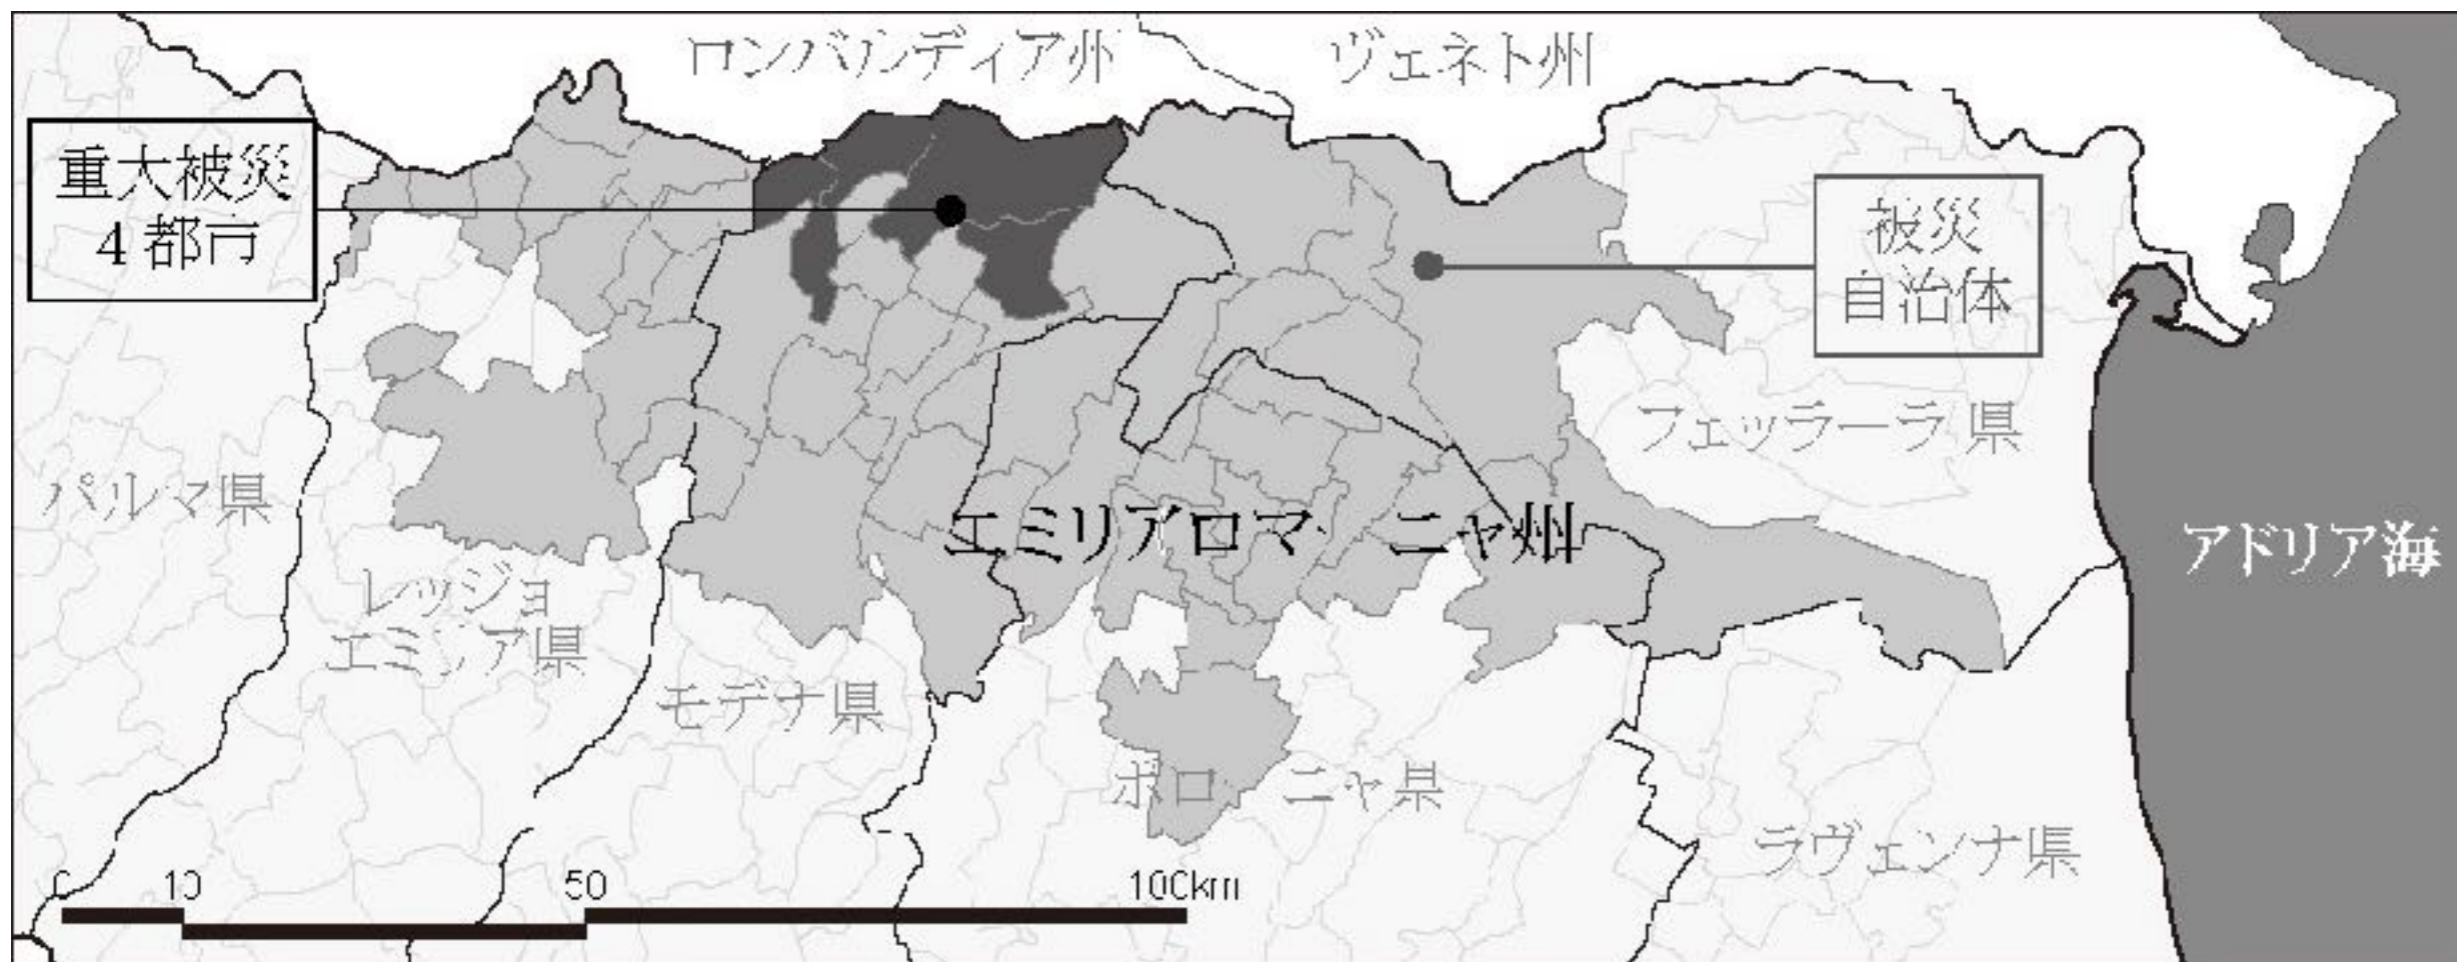 ロンバルディア州
ヴェネト州
重大被災
4都市
被災
自治体
フェッラーラ県
パルマ県
エミリアロマーニャ州
アドリア海
レッジョ
エミリア県
モデナ県
ボローニャ県
ラヴェンナ県
0 10 50 100km